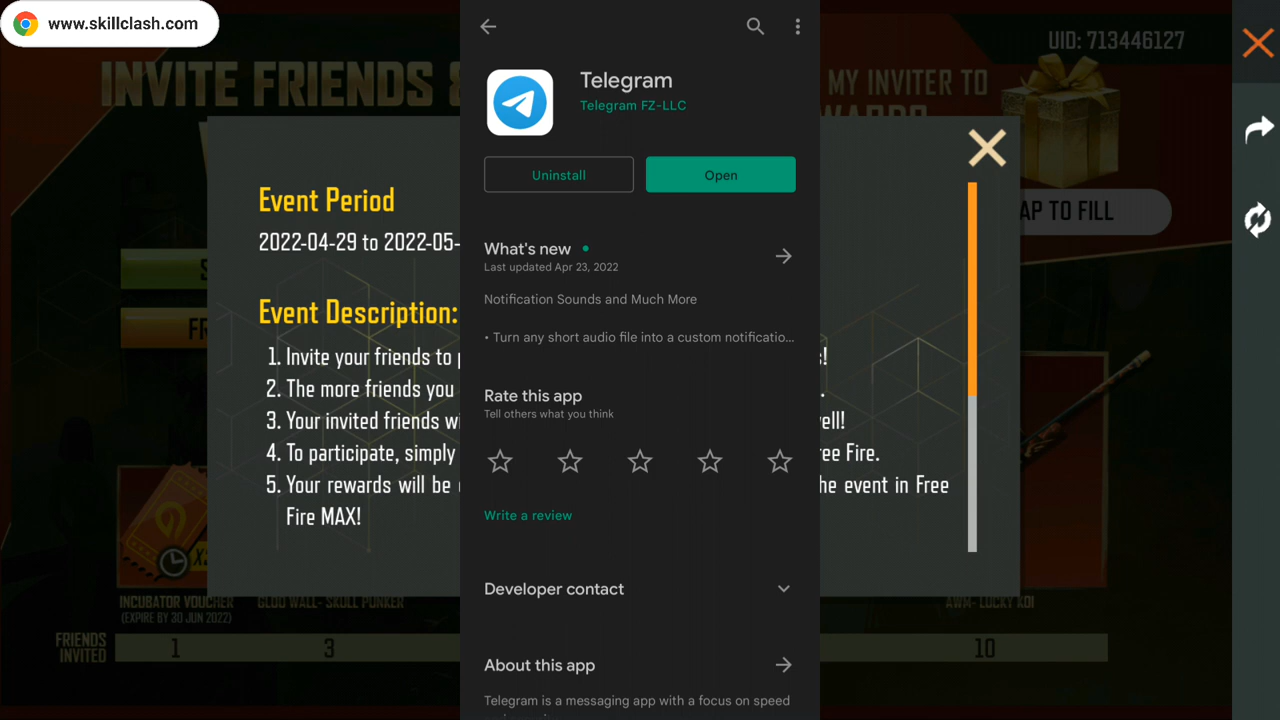 www.skillclash.com
INVITE FRIENDS &
UID: 713446127
MY INVITER TO
TAP TO FILL
Event Period
2022-04-29 to 2022-05-
Event Description:
1. Invite your friends to
2. The more friends you
3. Your invited friends
4. To participate, simply
ree Fire.
5. Your rewards will be
the event in Free
Fire MAX!
Telegram
Telegram FZ-LLC
Uninstall
Open
What's new
Last updated Apr 23, 2022
Notification Sounds and Much More
• Turn any short audio file into a custom notificatio...
Rate this app
Tell others what you think
Write a review
Developer contact
About this app
Telegram is a messaging app with a focus on speed
INCUBATOR VOUCHER
(EXPIRE BY 30 JUN 2022)
GLOO WALL- SKULL PUNKER
AWM- LUCKY KOI
FRIENDS
INVITED
1
3
10